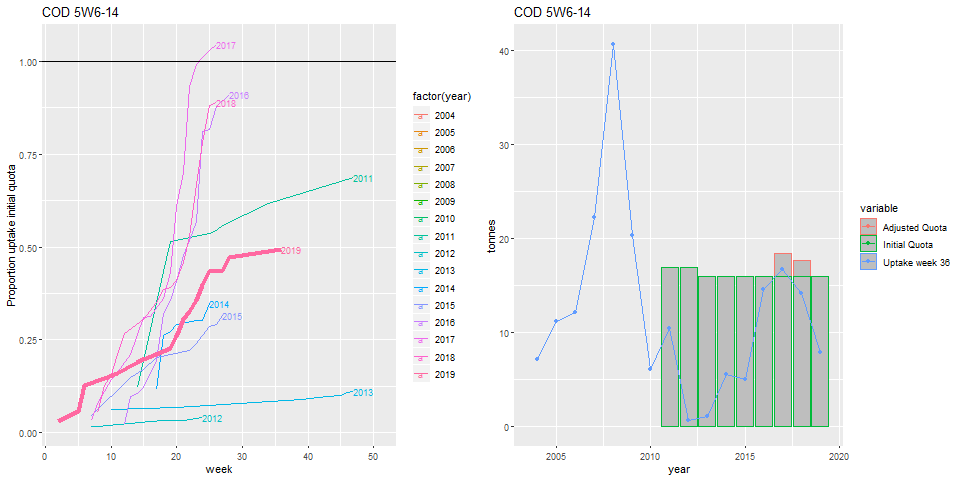 COD 5W6-14
Proportion uptake initial quota
1.00
0.75
0.50
0.25
0.00
0
10
20
30
40
50
week
2017
2016
2018
2011
2019
2014
2015
2013
2012
factor(year)
a 2004
a 2005
a 2006
a 2007
a 2008
a 2009
a 2010
a 2011
a 2012
a 2013
a 2014
a 2015
a 2016
a 2017
a 2018
a 2019
COD 5W6-14
tonnes
40
30
20
10
0
2005
2010
2015
2020
year
variable
Adjusted Quota
Initial Quota
Uptake week 36